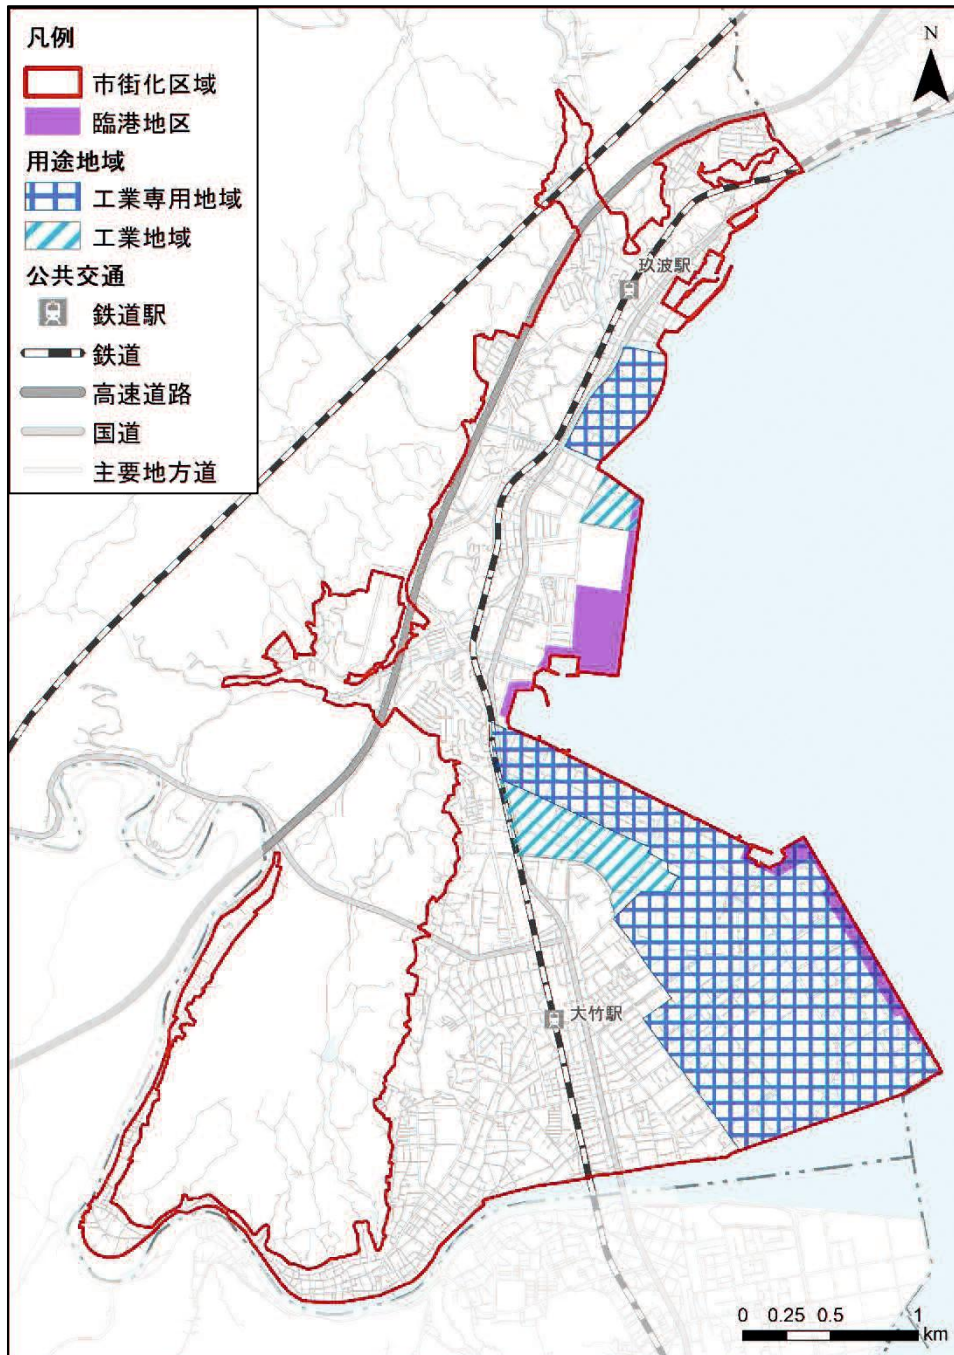 凡例
市街化区域
臨港地区
用途地域
工業専用地域
工業地域
公共交通
鉄道駅
鉄道
高速道路
国道
主要地方道
N
玖波駅
大竹駅
0 0.25 0.5 1
km